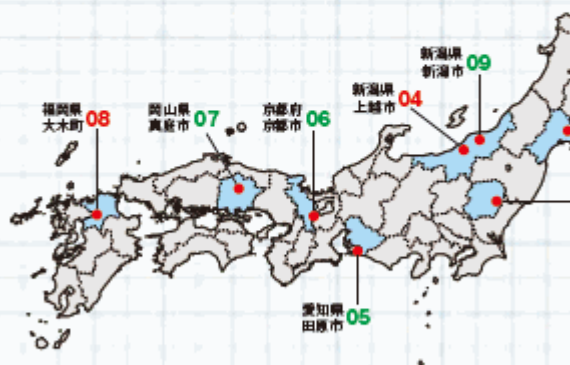 新潟県
新潟市 09
新潟県
上越市 04
福岡県
大木町 08
岡山県
真庭市 07
京都府
京都市 06
愛知県
田原市 05